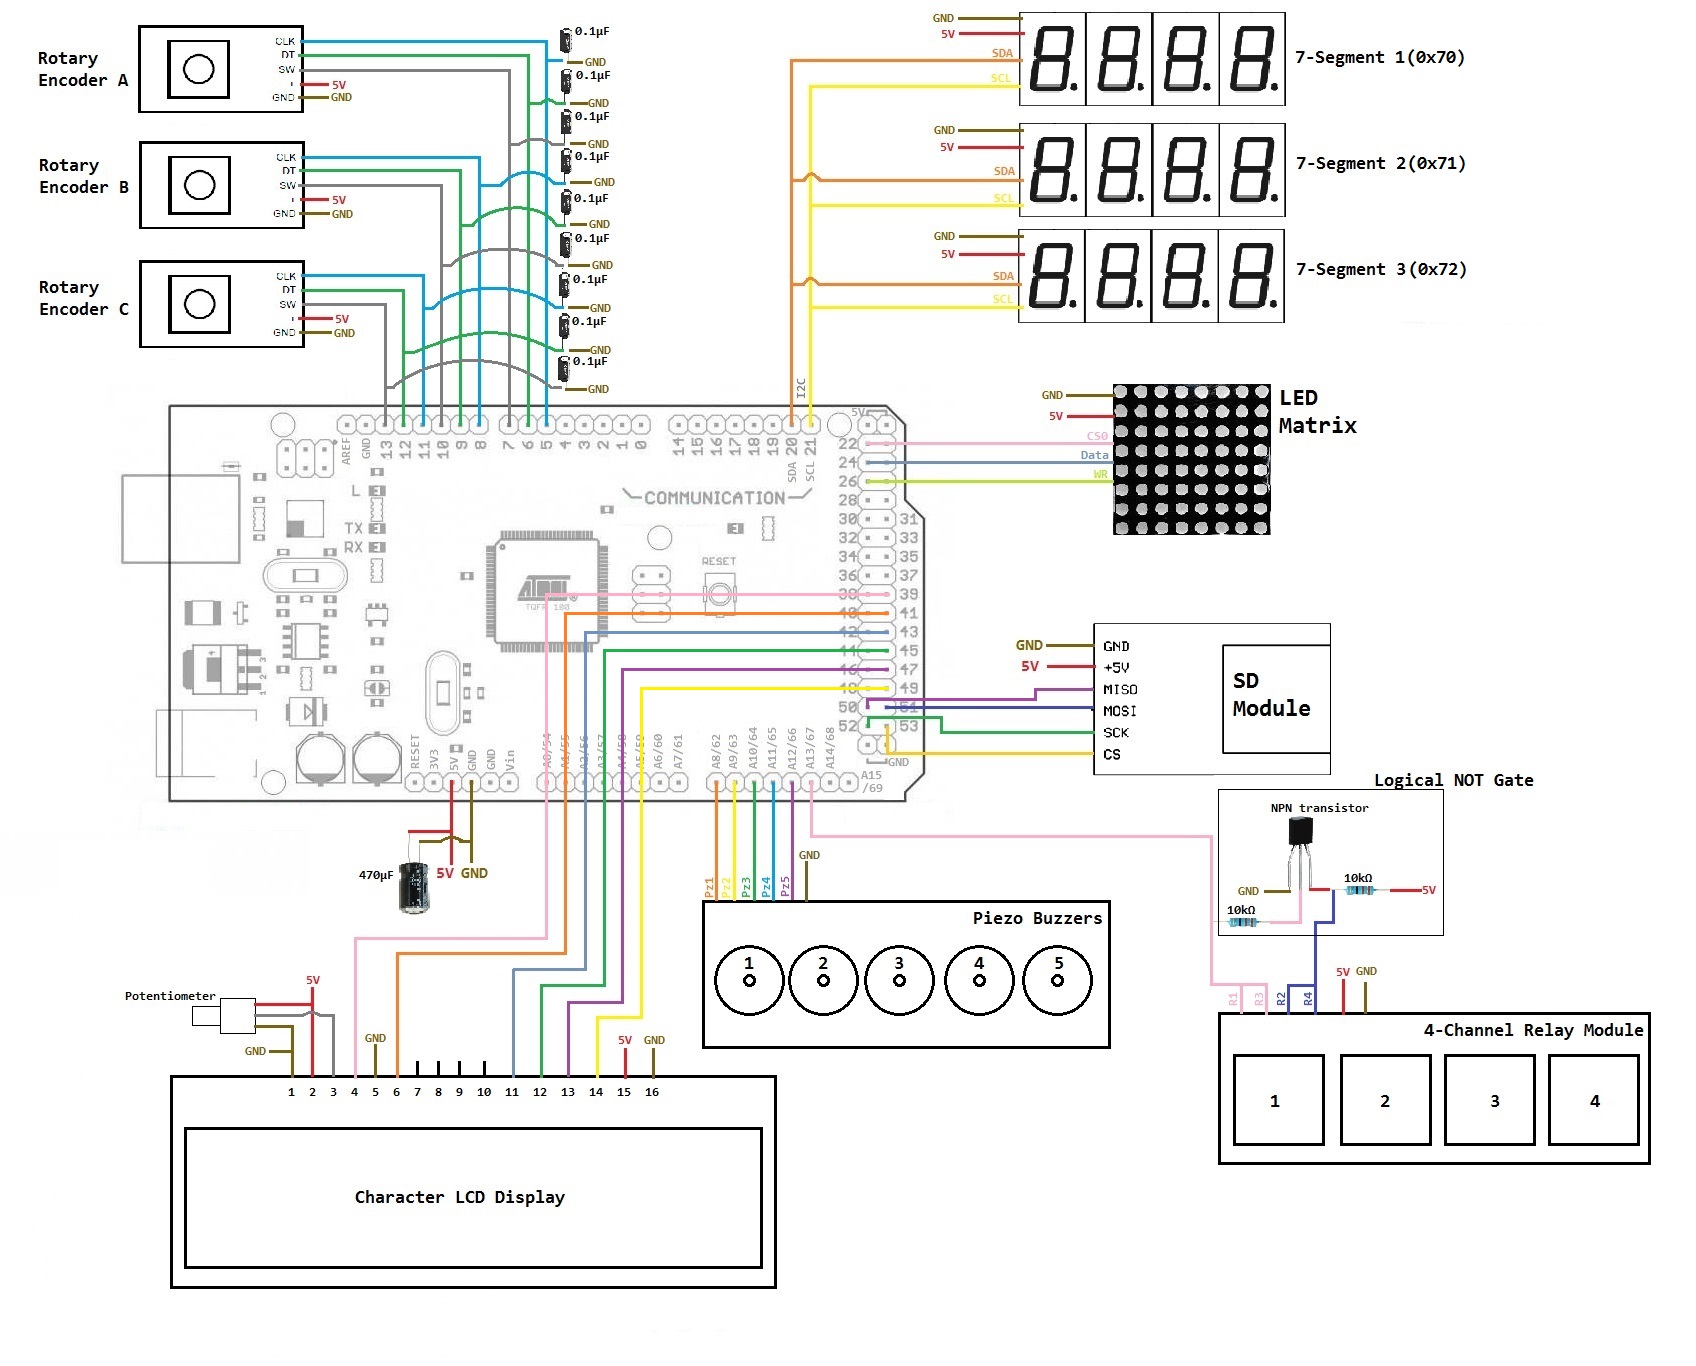 Rotary
Encoder A
CLK
DT
SW
+
GND
5V
GND
0.1µF
GND
0.1µF
GND
0.1µF
GND
Rotary
Encoder B
CLK
DT
SW
+
GND
5V
GND
0.1µF
GND
0.1µF
GND
0.1µF
GND
Rotary
Encoder C
CLK
DT
SW
+
GND
5V
GND
0.1µF
GND
0.1µF
GND
0.1µF
GND
GND
5V
SDA
SCL
7-Segment 1(0x70)
GND
5V
SDA
SCL
7-Segment 2(0x71)
GND
5V
SDA
SCL
7-Segment 3(0x72)
I2C
GND
5V
CS0
Data
WR
LED
Matrix
AREF
GND
13
12
11
10
9
8
7
6
5
4
3
2
1
0
14
15
16
17
18
19
20
21
SDA
SCL
5V
COMMUNICATION
L
TX
RX
RESET
ATMEL
TQFP 100
22
24
26
28
30 31
32 33
34 35
36 37
38 39
40 41
42 43
44 45
46 47
48 49
50 51
52 53
GND
1 2 3
RESET
3V3
5V
GND
GND
Vin
A0/54
A1/55
A2/56
A3/57
A4/58
A5/59
A6/60
A7/61
A8/62
A9/63
A10/64
A11/65
A12/66
A13/67
A14/68
A15
/69
GND
5V
GND
+5V
MISO
MOSI
SCK
CS
SD
Module
Logical NOT Gate
NPN transistor
GND
10kΩ
5V
10kΩ
470µF
5V GND
Pz1
Pz2
Pz3
Pz4
Pz5
GND
Piezo Buzzers
1 2 3 4 5
R1
R3
R2
R4
5V GND
4-Channel Relay Module
1 2 3 4
Potentiometer
5V
GND
GND
5V GND
1 2 3 4 5 6 7 8 9 10 11 12 13 14 15 16
Character LCD Display